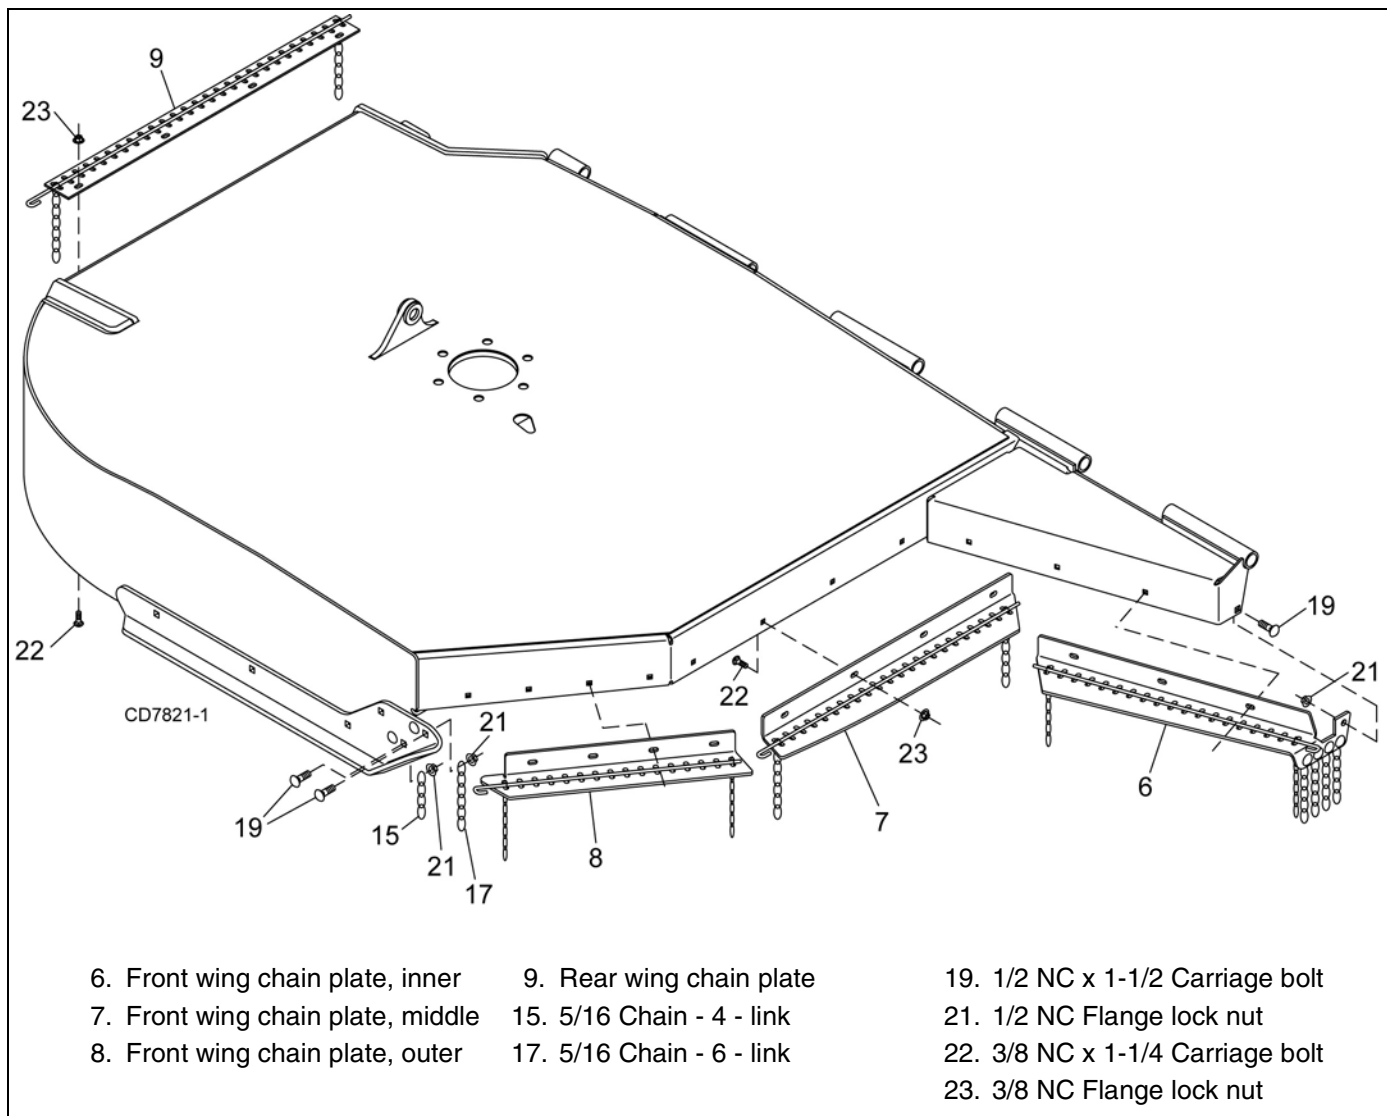 9
23
22
CD7821-1
19
15
21
21
17
8
22
23
7
6
19
21
6. Front wing chain plate, inner
7. Front wing chain plate, middle
8. Front wing chain plate, outer
9. Rear wing chain plate
15. 5/16 Chain - 4 - link
17. 5/16 Chain - 6 - link
19. 1/2 NC x 1-1/2 Carriage bolt
21. 1/2 NC Flange lock nut
22. 3/8 NC x 1-1/4 Carriage bolt
23. 3/8 NC Flange lock nut